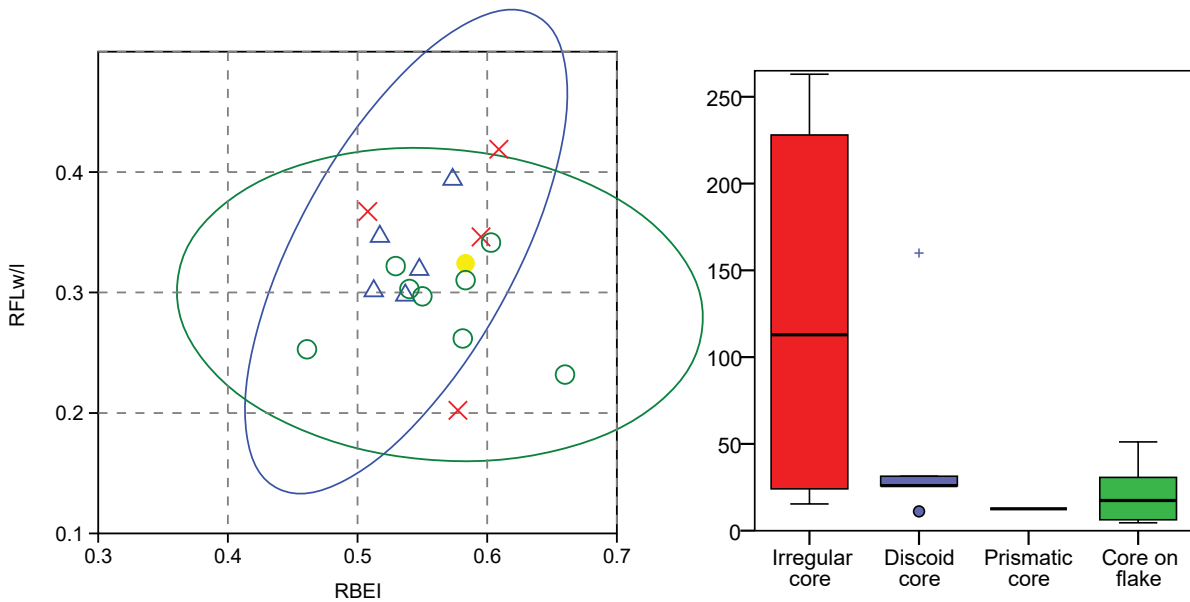 RFLw/l
0.4
0.3
0.2
0.1
0.3
0.4
0.5
0.6
0.7
RBEI
250
200
150
100
50
0
Irregular
core
Discoid
core
Prismatic
core
Core on
flake